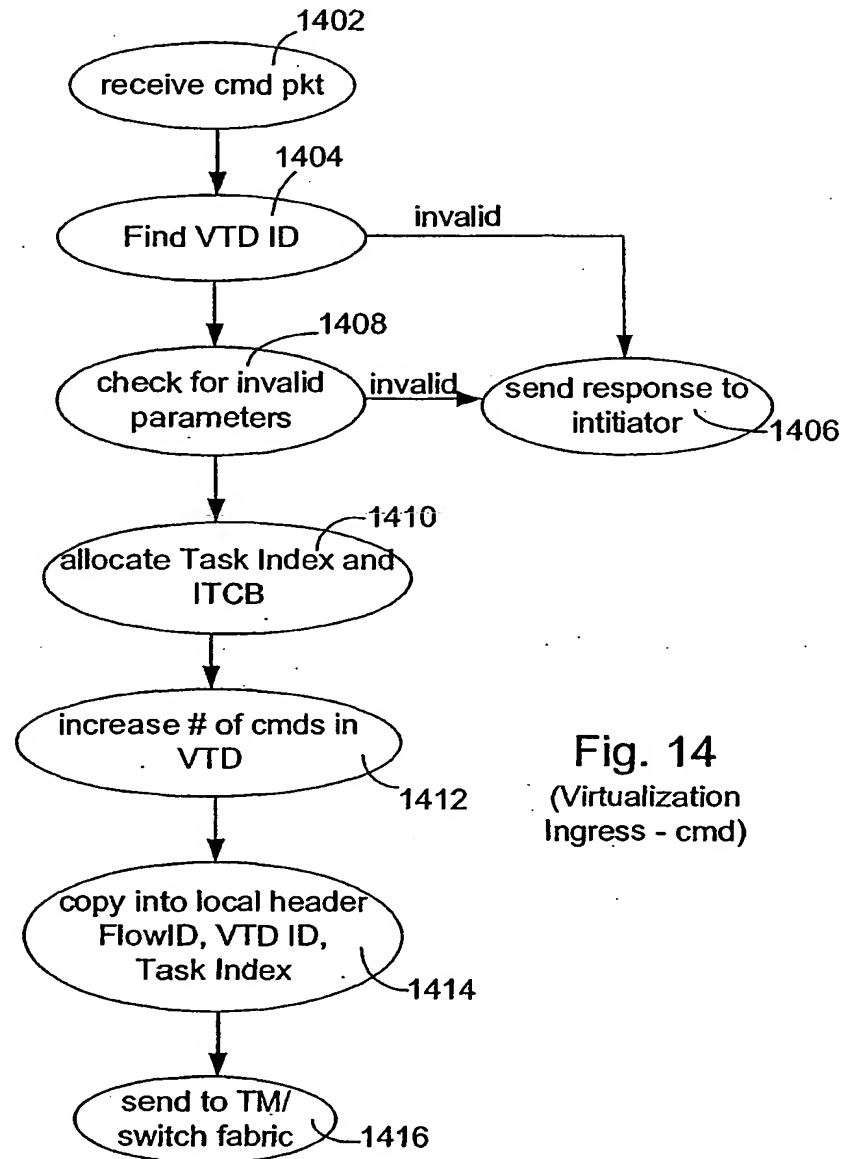 1402
receive cmd pkt
1404
Find VTD ID
invalid
1408
check for invalid
parameters
invalid
send response to
intitiator
1406
1410
allocate Task Index and
ITCB
increase # of cmds in
VTD
1412
Fig. 14
(Virtualization
Ingress - cmd)
copy into local header
FlowID, VTD ID,
Task Index
1414
send to TM/
switch fabric
1416